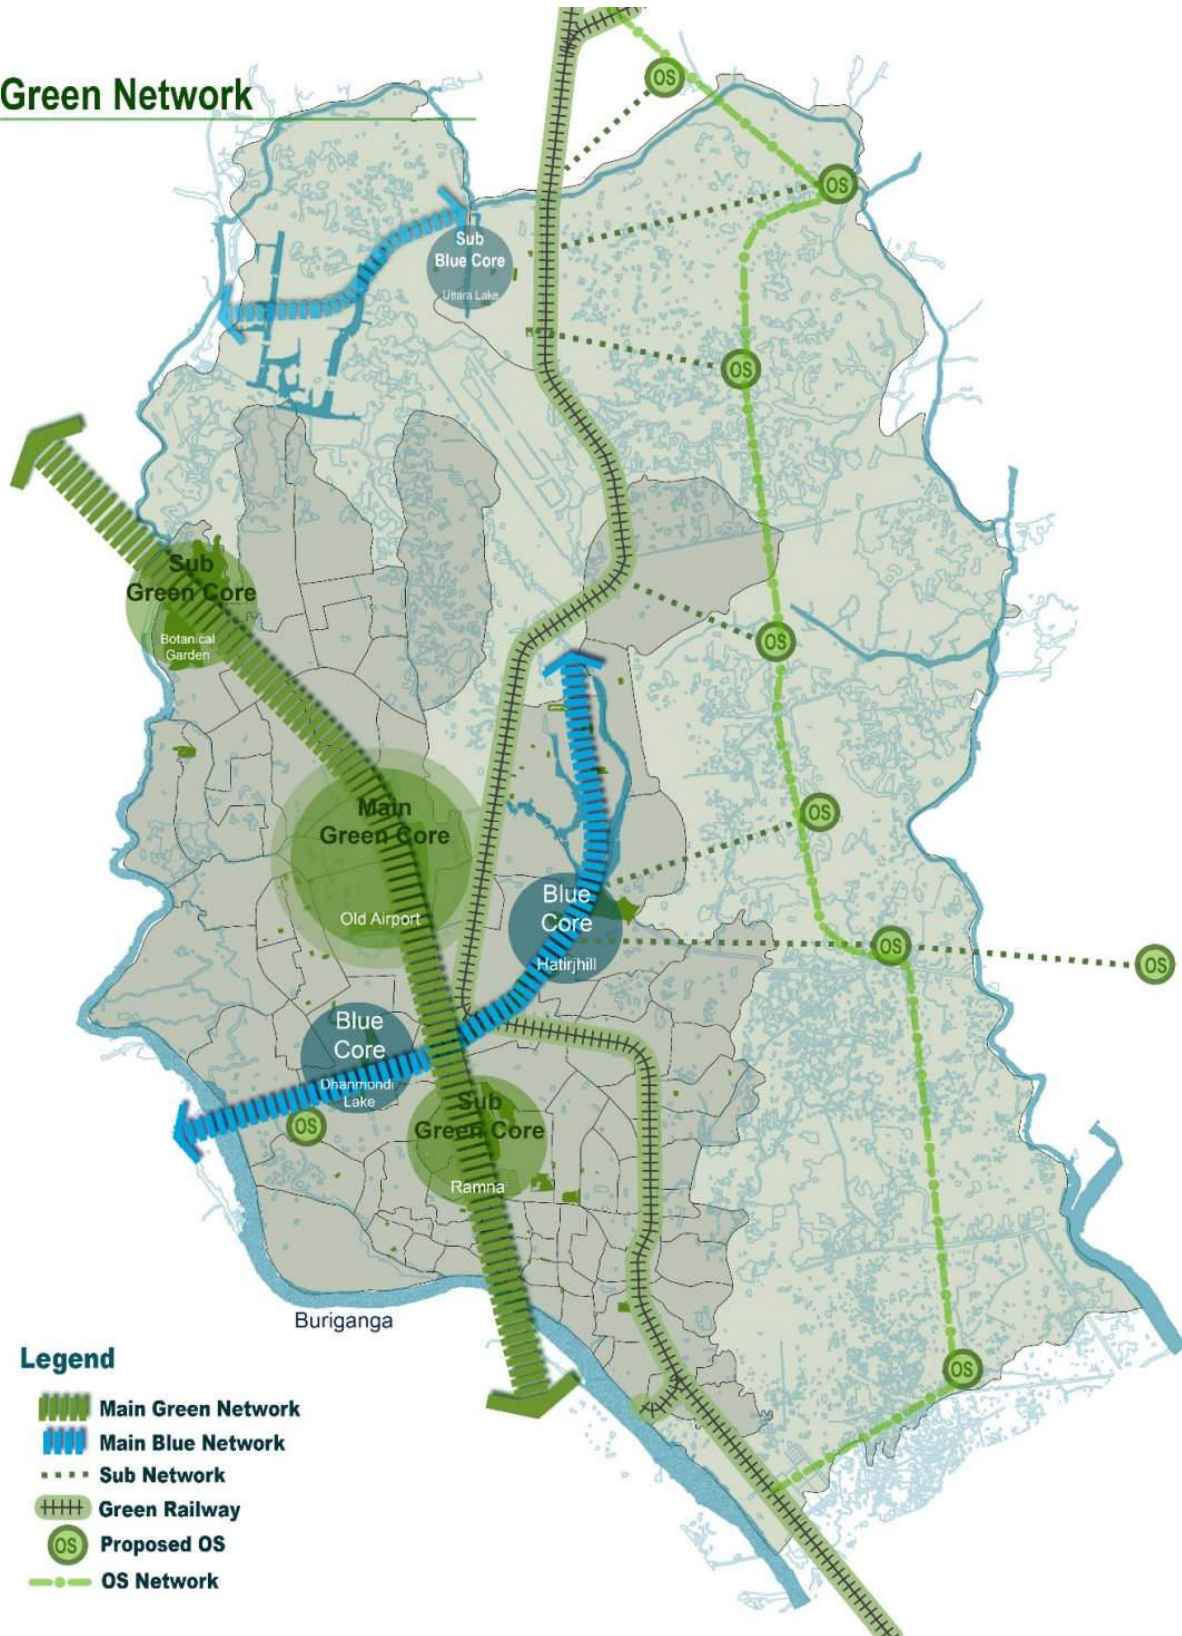 Green Network
OS
OS
Sub
Blue Core
Uttara Lake
OS
Sub
Green Core
Botanical
Garden
OS
Main
Green Core
Old Airport
OS
Blue
Core
Hatirjhill
OS
OS
Blue
Core
Dhanmondi
Lake
OS
Sub
Green Core
Ramna
Buriganga
OS
Legend
Main Green Network
Main Blue Network
Sub Network
Green Railway
OS
Proposed OS
OS Network